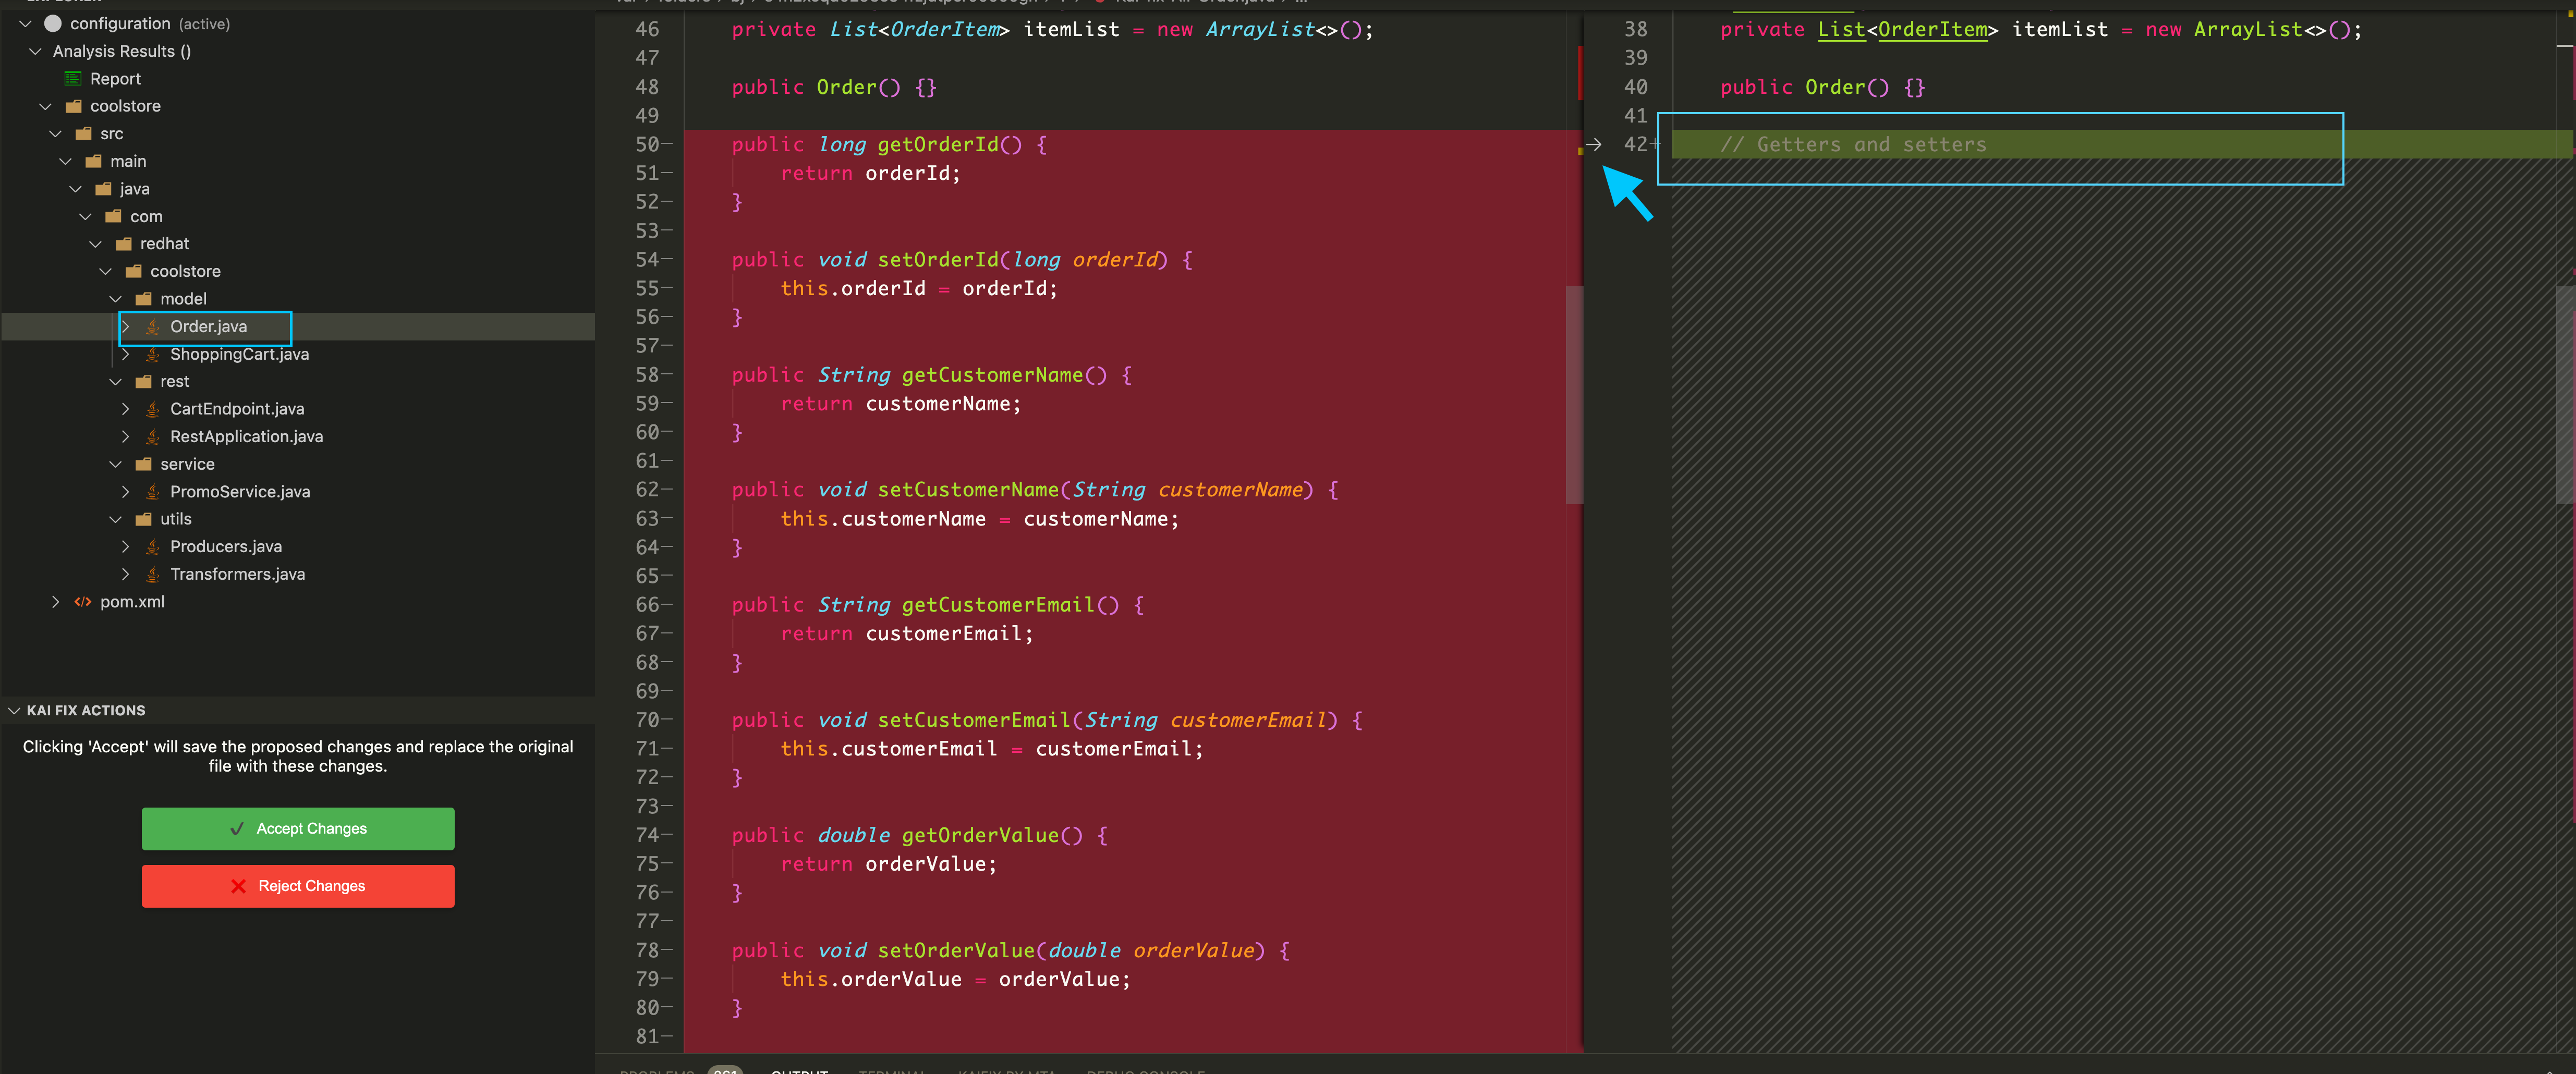 configuration (active)
Analysis Results ()
Report
coolstore
src
main
java
com
redhat
coolstore
model
Order.java
ShoppingCart.java
rest
CartEndpoint.java
RestApplication.java
service
PromoService.java
utils
Producers.java
Transformers.java
pom.xml
KAI FIX ACTIONS
Clicking 'Accept' will save the proposed changes and replace the original
file with these changes.
Accept Changes
Reject Changes
46 private List<OrderItem> itemList = new ArrayList<>();
47
48 public Order() {}
49
50 public long getOrderId() {
51 return orderId;
52 }
53
54 public void setOrderId(long orderId) {
55 this.orderId = orderId;
56 }
57
58 public String getCustomerName() {
59 return customerName;
60 }
61
62 public void setCustomerName(String customerName) {
63 this.customerName = customerName;
64 }
65
66 public String getCustomerEmail() {
67 return customerEmail;
68 }
69
70 public void setCustomerEmail(String customerEmail) {
71 this.customerEmail = customerEmail;
72 }
73
74 public double getOrderValue() {
75 return orderValue;
76 }
77
78 public void setOrderValue(double orderValue) {
79 this.orderValue = orderValue;
80 }
81
38 private List<OrderItem> itemList = new ArrayList<>();
39
40 public Order() {}
41
42+ // Getters and setters
PROBLEMS 261 OUTPUT TERMINAL KAIFIX BY MTA DEBUG CONSOLE